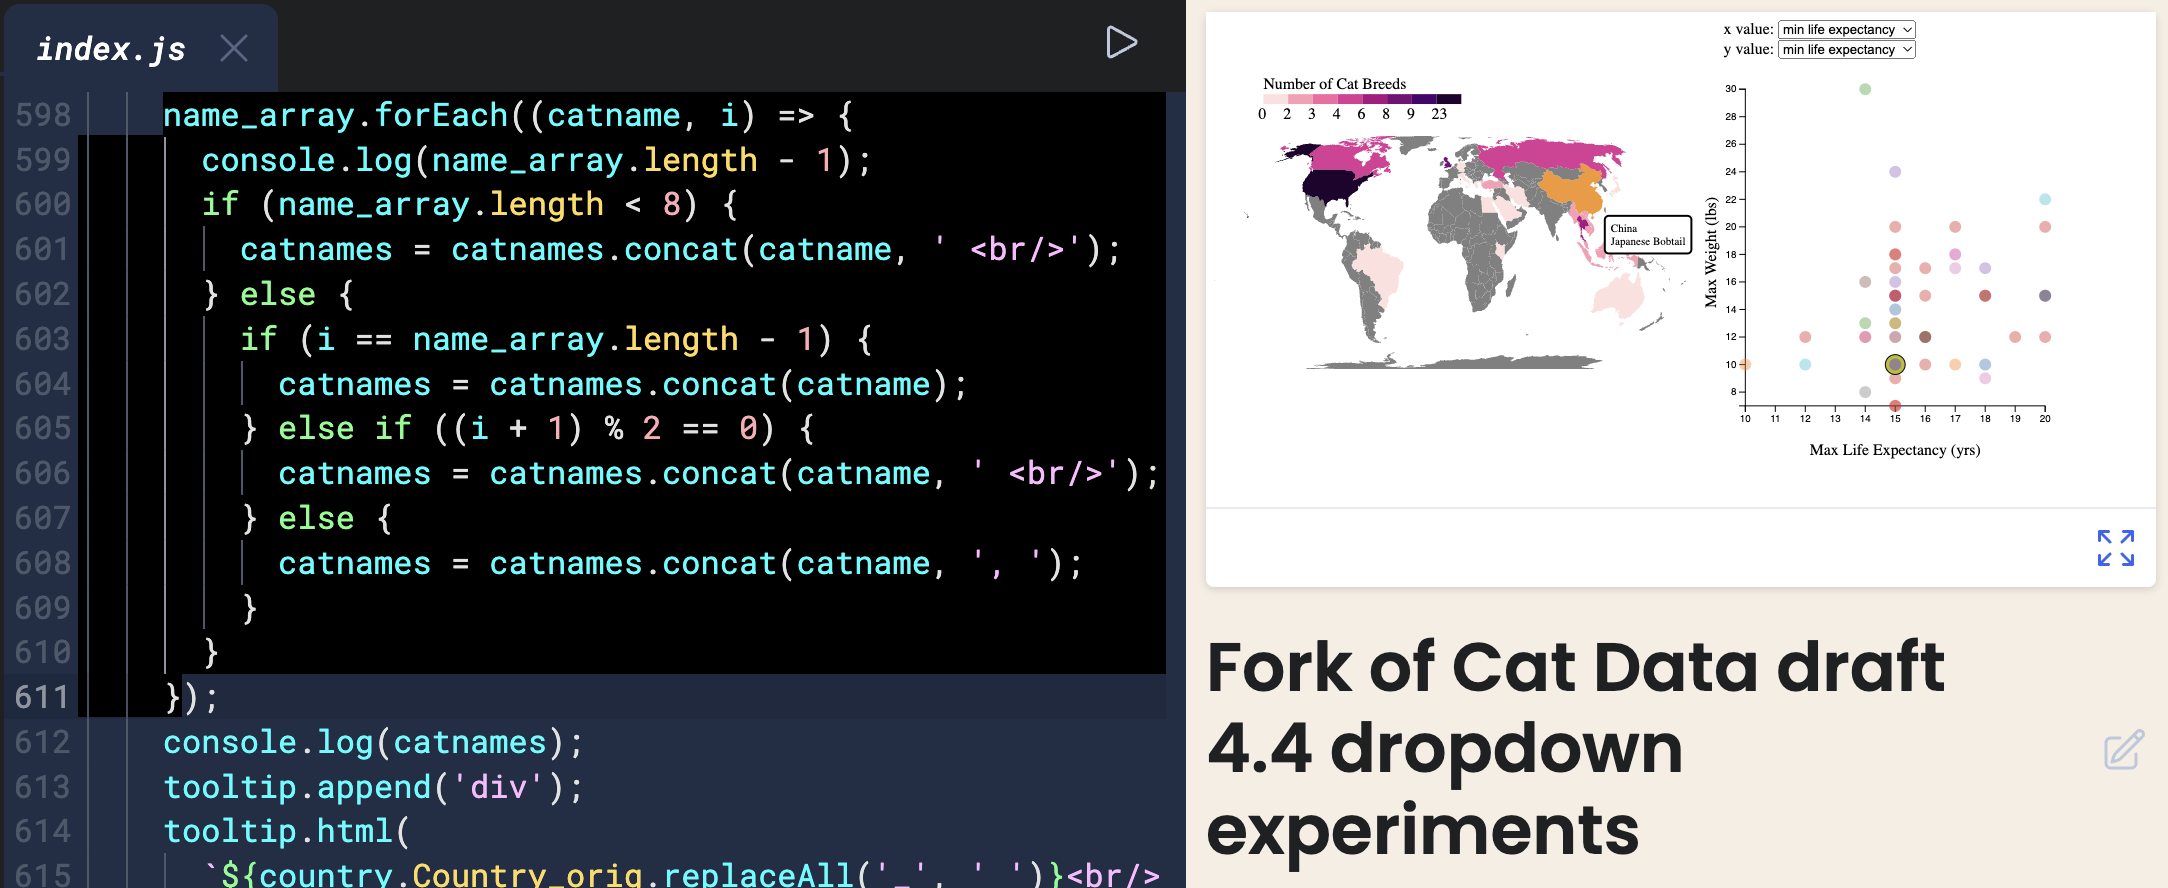 index.js
598 name_array.forEach((catname, i) => {
599 console.log(name_array.length - 1);
600 if (name_array.length < 8) {
601 catnames = catnames.concat(catname, ' <br/>');
602 } else {
603 if (i == name_array.length - 1) {
604 catnames = catnames.concat(catname);
605 } else if ((i + 1) % 2 == 0) {
606 catnames = catnames.concat(catname, ' <br/>');
607 } else {
608 catnames = catnames.concat(catname, ', ');
609 }
610 }
611 });
612 console.log(catnames);
613 tooltip.append('div');
614 tooltip.html(
615 `${country.Country_orig.replaceAll('_', ' ')}<br/>
x value: min life expectancy
y value: min life expectancy
Number of Cat Breeds
0 2 3 4 6 8 9 23
China
Japanese Bobtail
Max Weight (lbs)
30
28
26
24
22
20
18
16
14
12
10
8
10 11 12 13 14 15 16 17 18 19 20
Max Life Expectancy (yrs)
Fork of Cat Data draft
4.4 dropdown
experiments